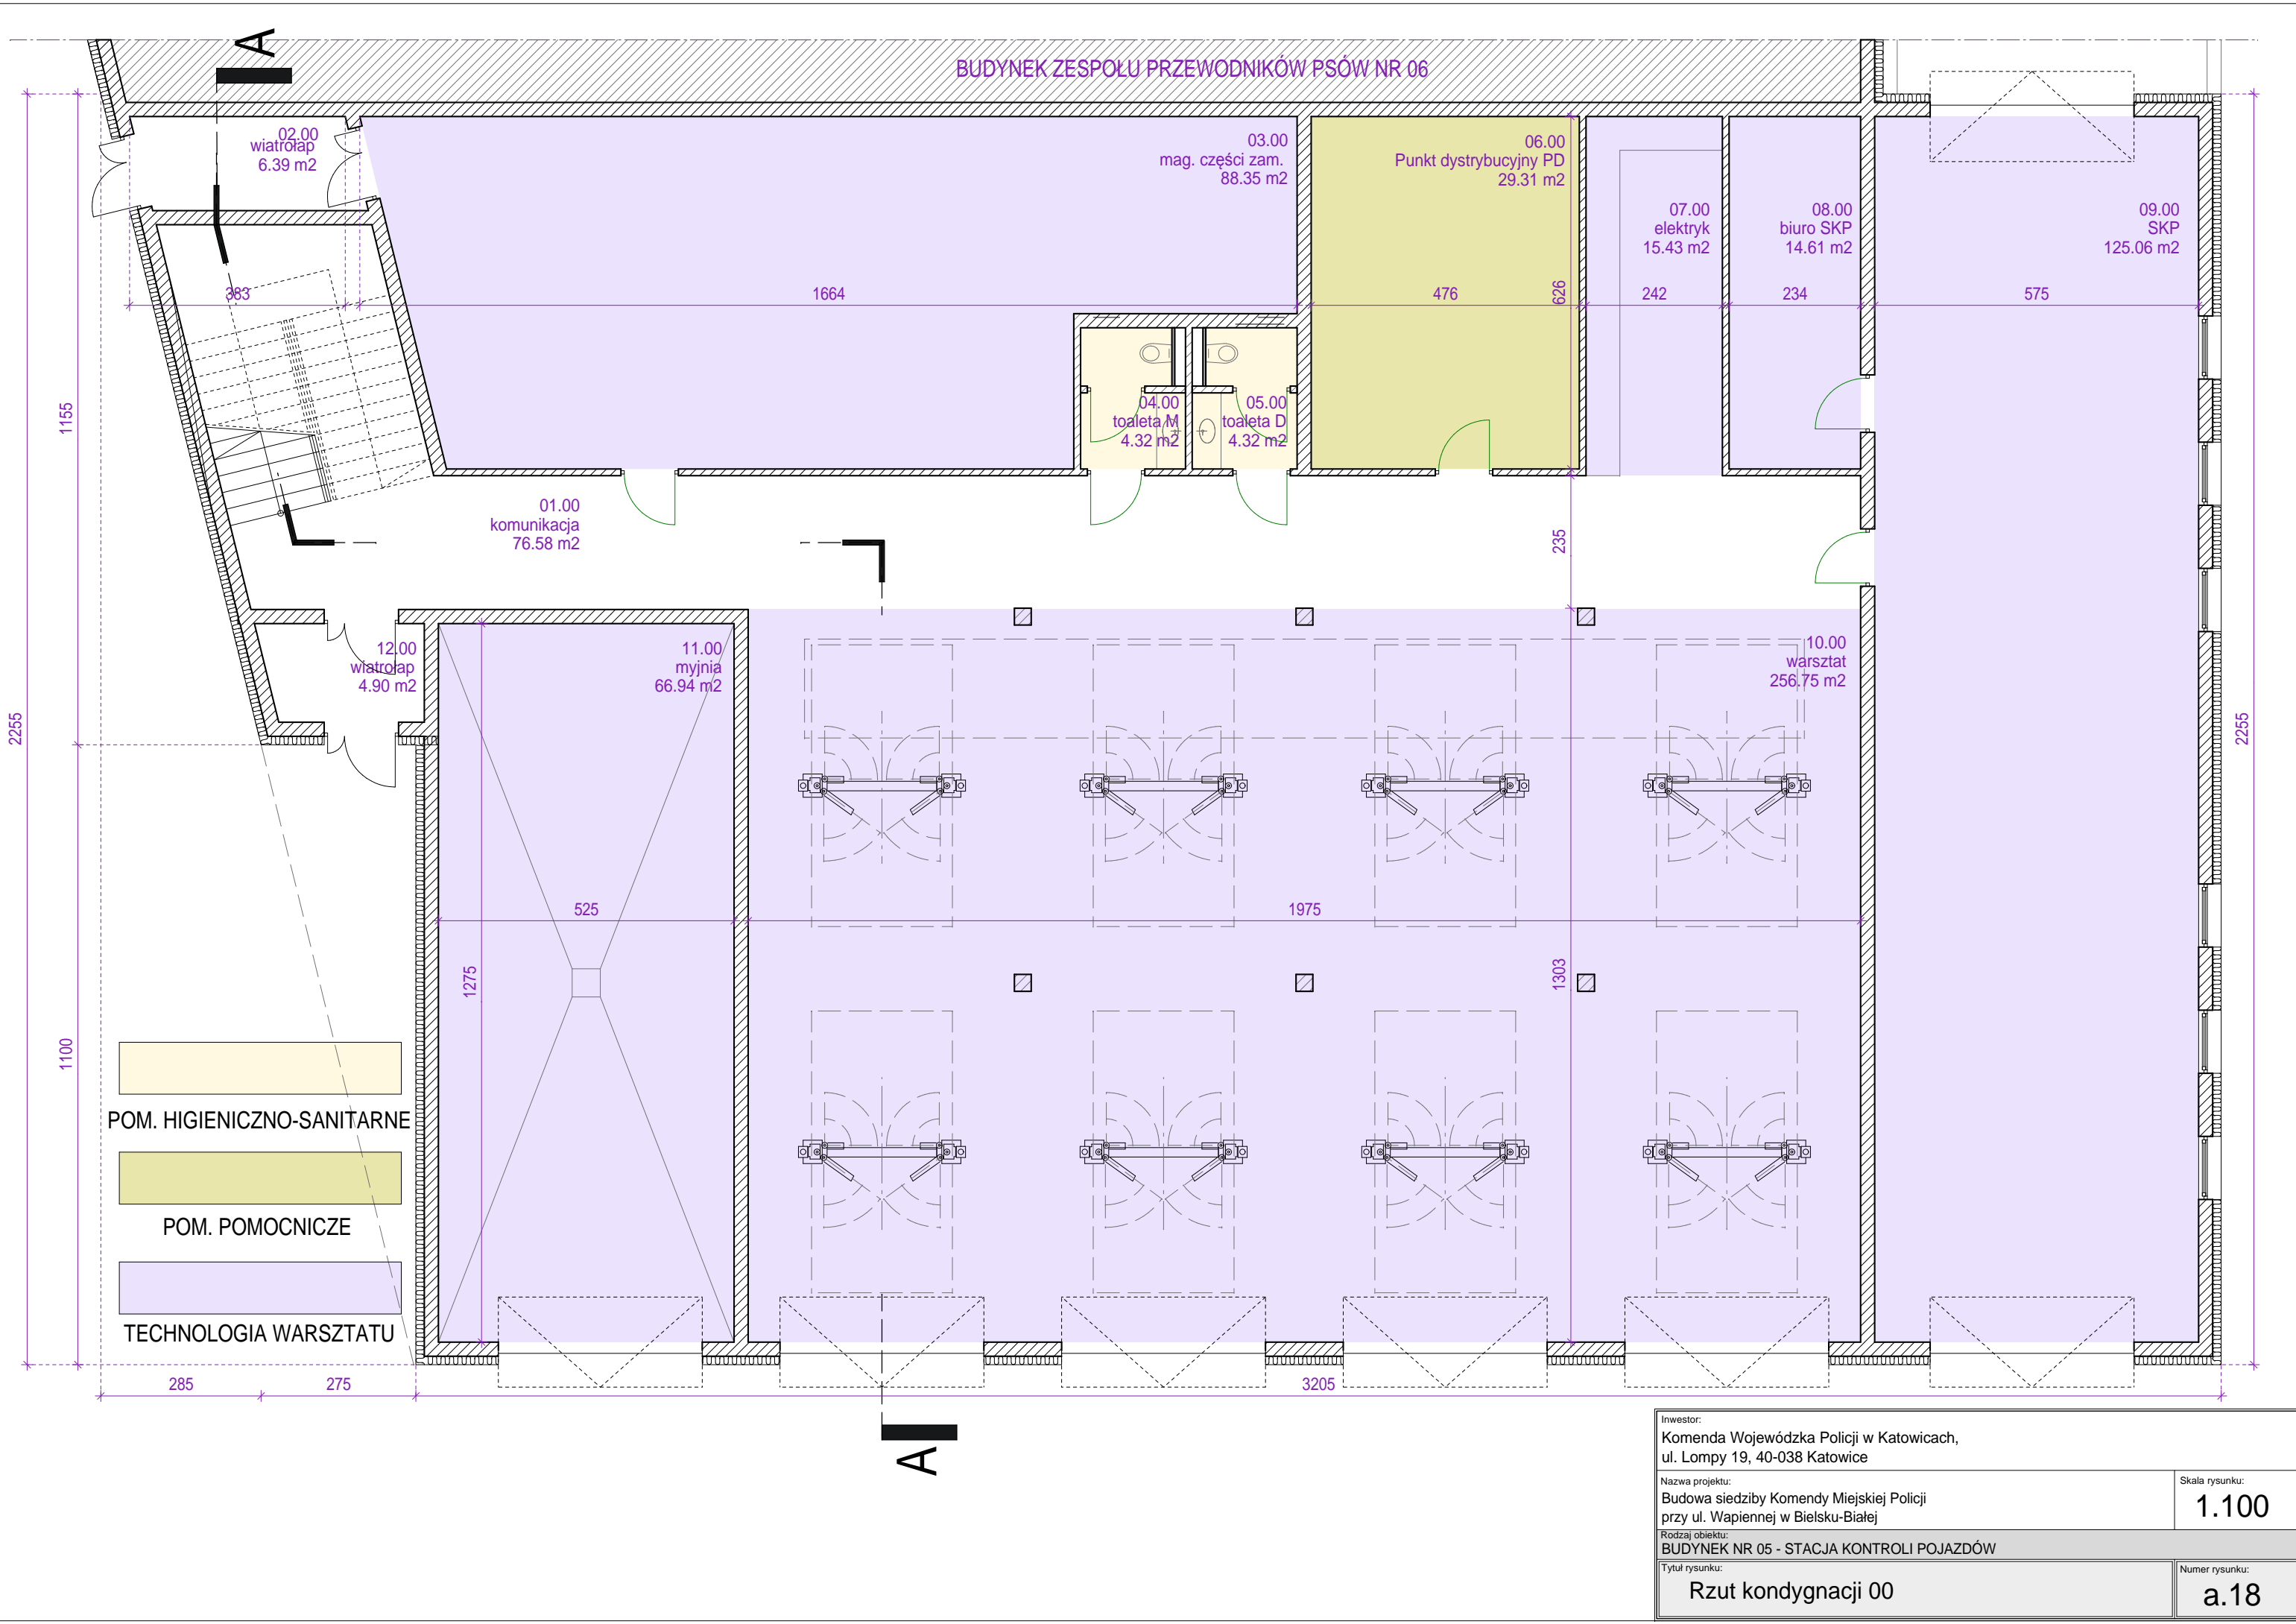 A
BUDYNEK ZESPOŁU PRZEWODNIKÓW PSÓW NR 06
02.00
wiatrołap
6.39 m2
03.00
mag. części zam.
88.35 m2
06.00
Punkt dystrybucyjny PD
29.31 m2
07.00
elektryk
15.43 m2
08.00
biuro SKP
14.61 m2
09.00
SKP
125.06 m2
383
1664
476
626
242
234
575
04.00
toaleta M
4.32 m2
05.00
toaleta D
4.32 m2
1155
01.00
komunikacja
76.58 m2
235
12.00
wiatrołap
4.90 m2
11.00
myjnia
66.94 m2
10.00
warsztat
256.75 m2
2255
2255
525
1975
1275
1303
1100
POM. HIGIENICZNO-SANITARNE
POM. POMOCNICZE
TECHNOLOGIA WARSZTATU
285
275
3205
A
Inwestor:
Komenda Wojewódzka Policji w Katowicach,
ul. Lompy 19, 40-038 Katowice
Nazwa projektu:
Budowa siedziby Komendy Miejskiej Policji
przy ul. Wapiennej w Bielsku-Białej
Skala rysunku:
1.100
Rodzaj obiektu:
BUDYNEK NR 05 - STACJA KONTROLI POJAZDÓW
Tytuł rysunku:
Rzut kondygnacji 00
Numer rysunku:
a.18